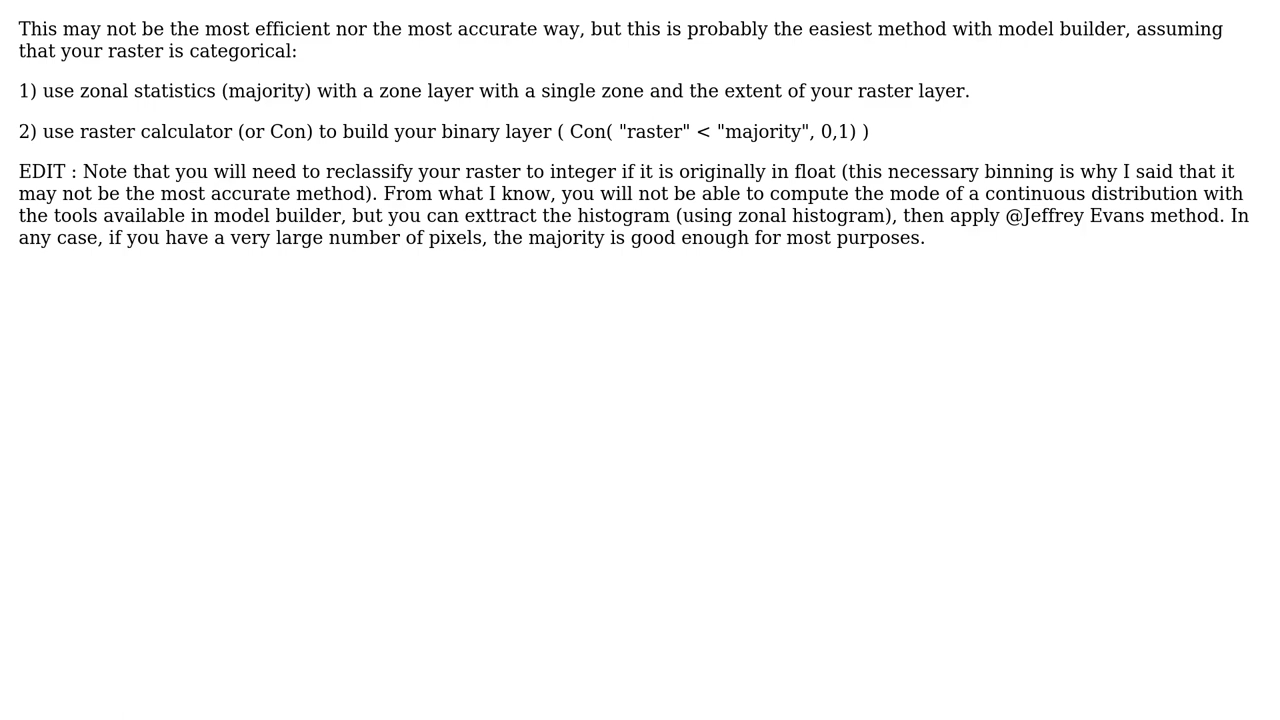 This may not be the most efficient nor the most accurate way, but this is probably the easiest method with model builder, assuming
that your raster is categorical:
1) use zonal statistics (majority) with a zone layer with a single zone and the extent of your raster layer.
2) use raster calculator (or Con) to build your binary layer ( Con( "raster" < "majority", 0,1) )
EDIT : Note that you will need to reclassify your raster to integer if it is originally in float (this necessary binning is why I said that it
may not be the most accurate method). From what I know, you will not be able to compute the mode of a continuous distribution with
the tools available in model builder, but you can exttract the histogram (using zonal histogram), then apply @Jeffrey Evans method. In
any case, if you have a very large number of pixels, the majority is good enough for most purposes.